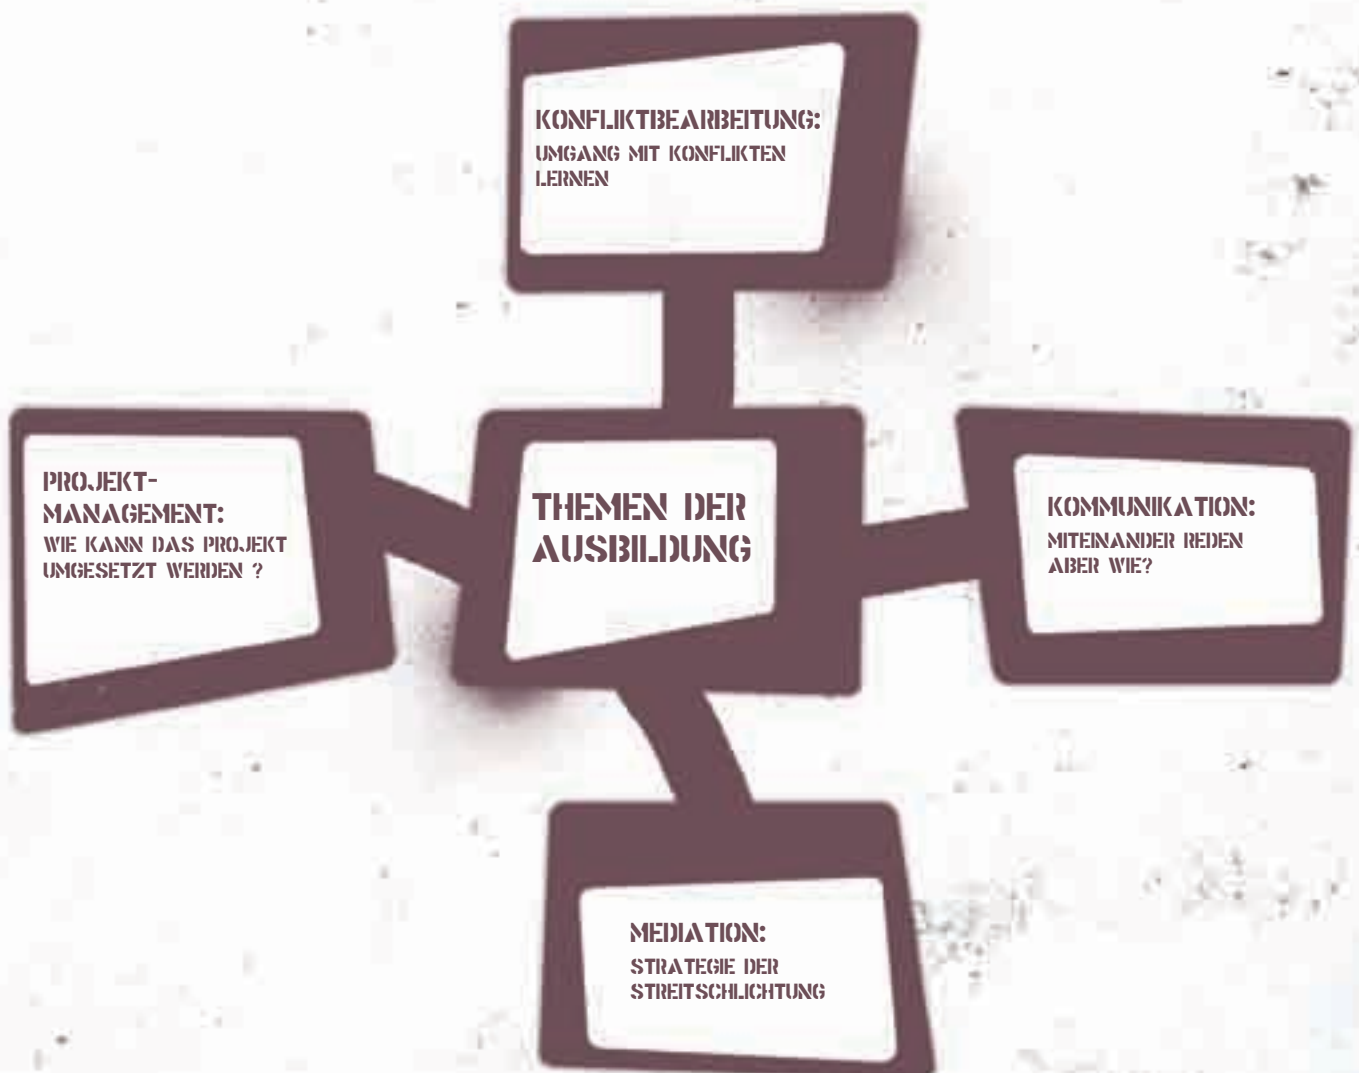 KONFLIKTBEARBEITUNG:
UMGANG MIT KONFLIKTEN
LERNEN
PROJEKT-
MANAGEMENT:
WIE KANN DAS PROJEKT
UMGESETZT WERDEN ?
THEMEN DER
AUSBILDUNG
KOMMUNIKATION:
MITEINANDER REDEN
ABER WIE?
MEDIATION:
STRATEGIE DER
STREITSCHLICHTUNG